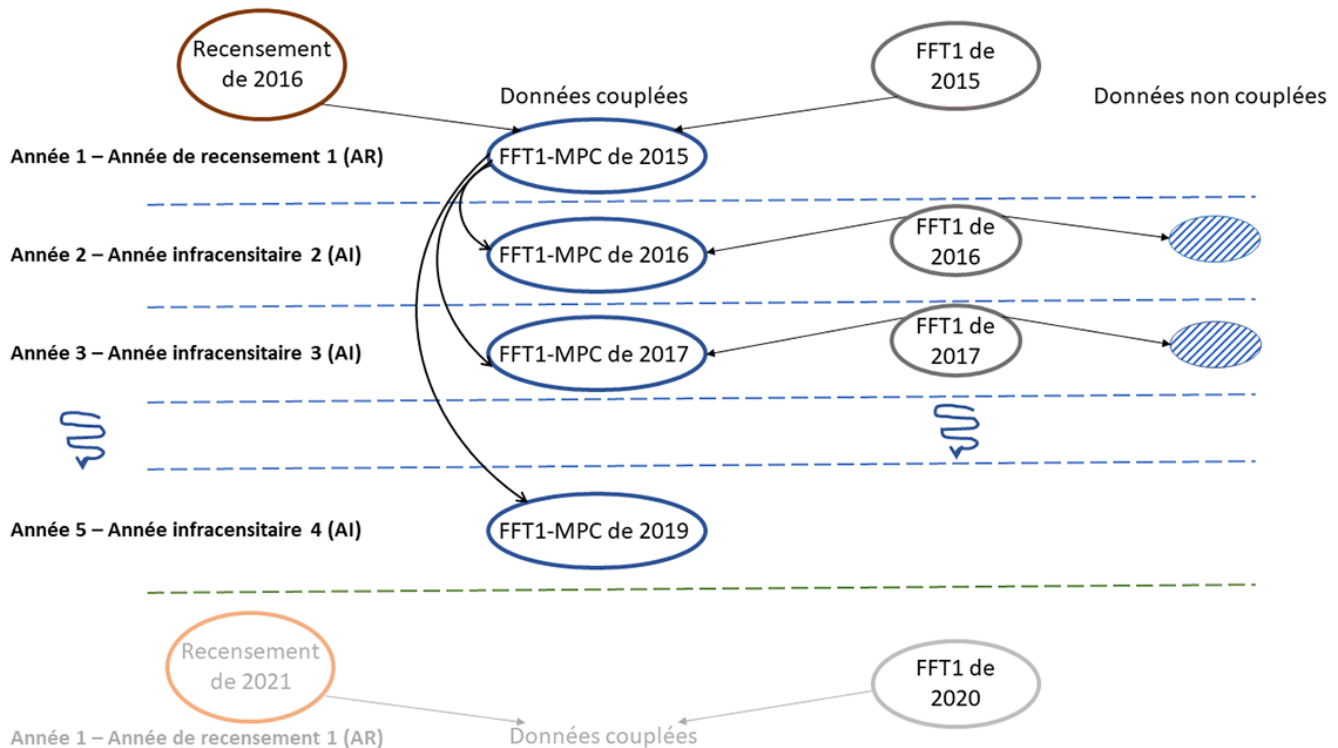 Recensement
de 2016
FFT1 de
2015
Données couplées
Données non couplées
Année 1 – Année de recensement 1 (AR)
FFT1-MPC de 2015
Année 2 – Année infracensitaire 2 (AI)
FFT1-MPC de 2016
FFT1 de
2016
Année 3 – Année infracensitaire 3 (AI)
FFT1-MPC de 2017
FFT1 de
2017
Année 5 – Année infracensitaire 4 (AI)
FFT1-MPC de 2019
Recensement
de 2021
FFT1 de
2020
Année 1 – Année de recensement 1 (AR)
Données couplées